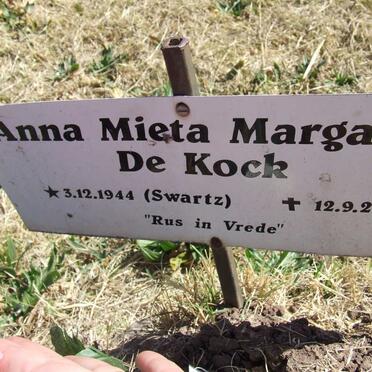 Anna Mieta Marga
De Kock
★ 3.12.1944 (Swartz) ✝ 12.9.2
"Rus in Vrede"